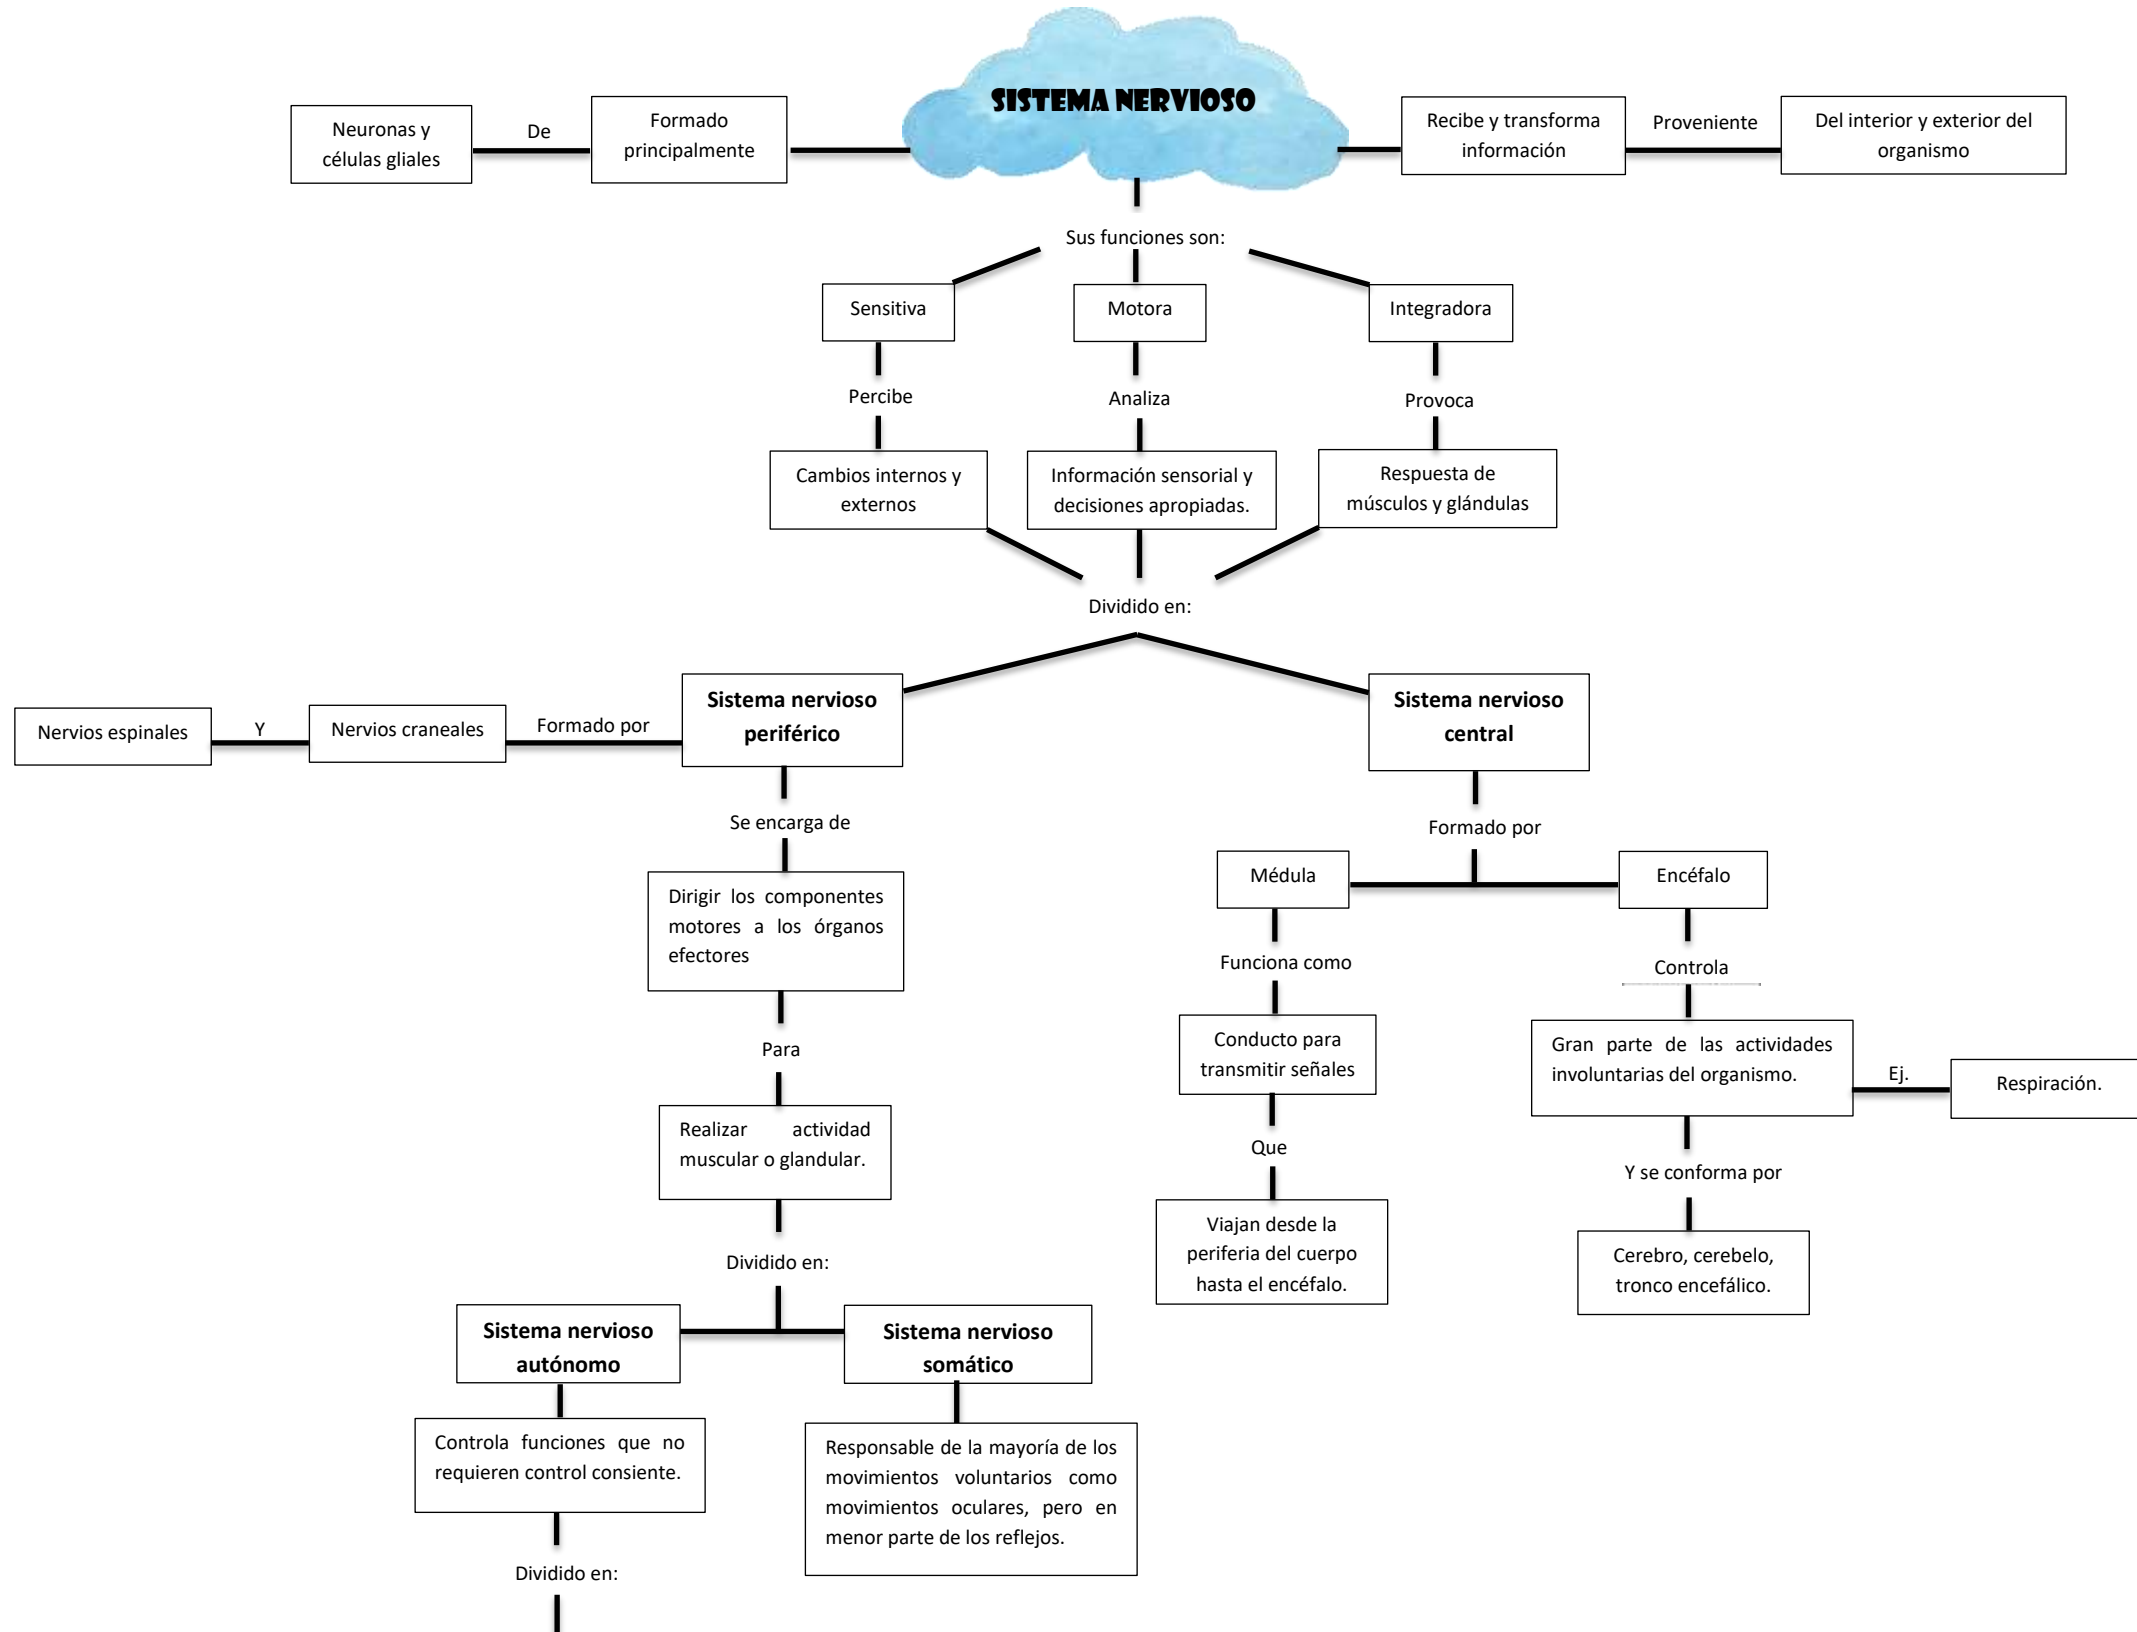 SISTEMA NERVIOSO
Neuronas y
células gliales
De
Formado
principalmente
Recibe y transforma
información
Proveniente
Del interior y exterior del
organismo
Sus funciones son:
Sensitiva
Motora
Integradora
Percibe
Analiza
Provoca
Cambios internos y
externos
Información sensorial y
decisiones apropiadas.
Respuesta de
músculos y glándulas
Dividido en:
Nervios espinales
Y
Nervios craneales
Formado por
Sistema nervioso
periférico
Sistema nervioso
central
Se encarga de
Dirigir los componentes
motores a los órganos
efectores
Para
Realizar actividad
muscular o glandular.
Dividido en:
Formado por
Médula
Encéfalo
Funciona como
Conducto para
transmitir señales
Que
Viajan desde la
periferia del cuerpo
hasta el encéfalo.
Controla
Gran parte de las actividades
involuntarias del organismo.
Ej.
Respiración.
Y se conforma por
Cerebro, cerebelo,
tronco encefálico.
Sistema nervioso
autónomo
Sistema nervioso
somático
Controla funciones que no
requieren control consiente.
Responsable de la mayoría de los
movimientos voluntarios como
movimientos oculares, pero en
menor parte de los reflejos.
Dividido en: